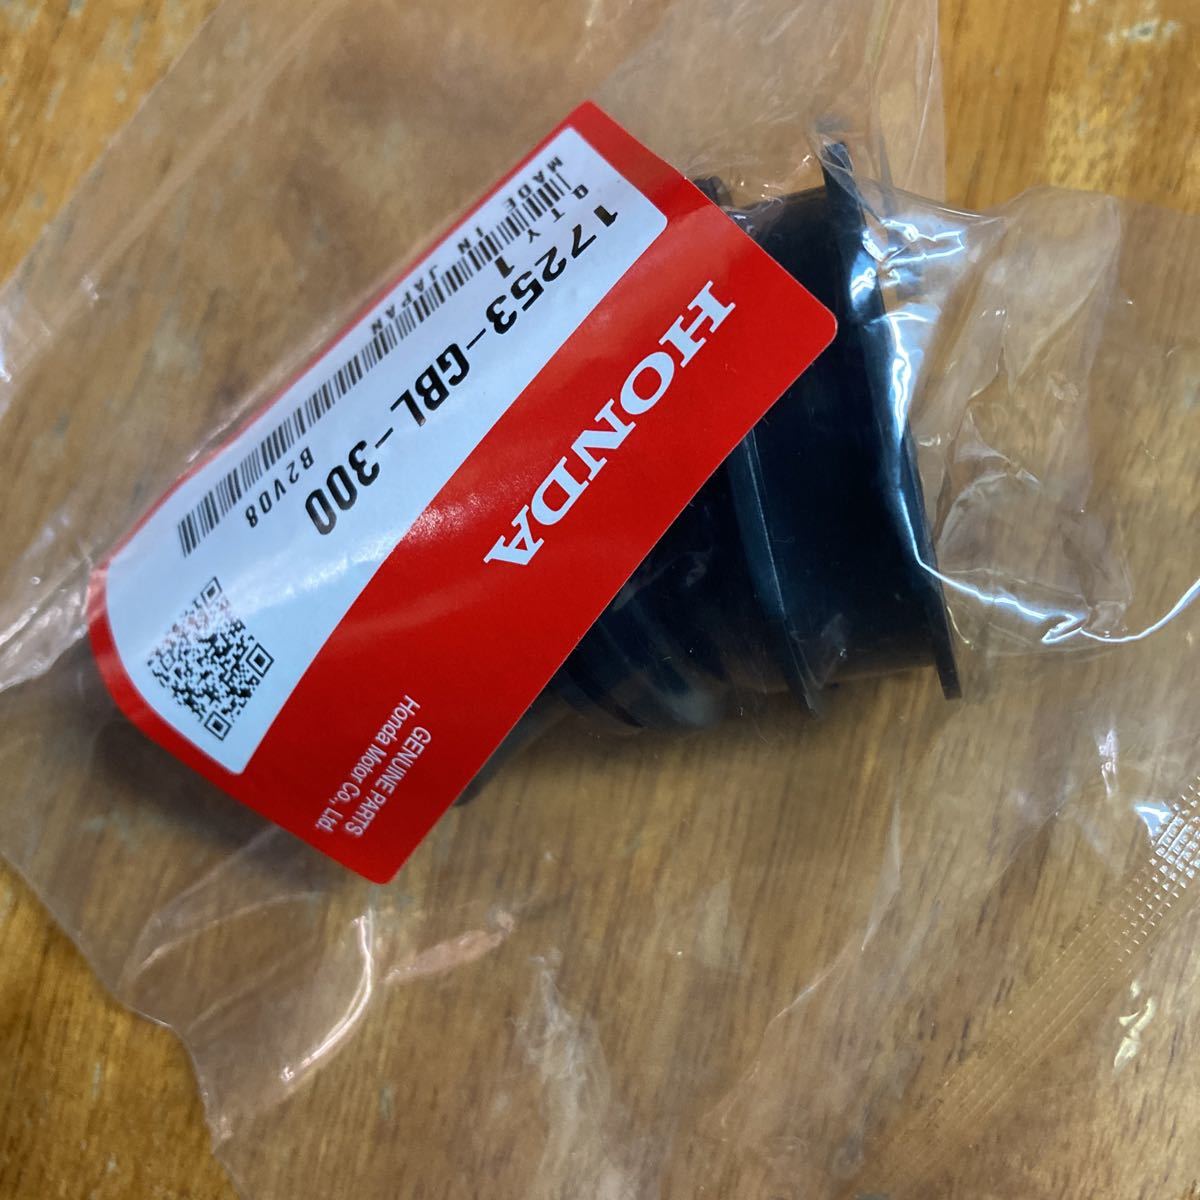 17253-GBL-300
QTY 1
MADE IN JAPAN
B2V08
HONDA
GENUINE PARTS
Honda Motor Co., Ltd.